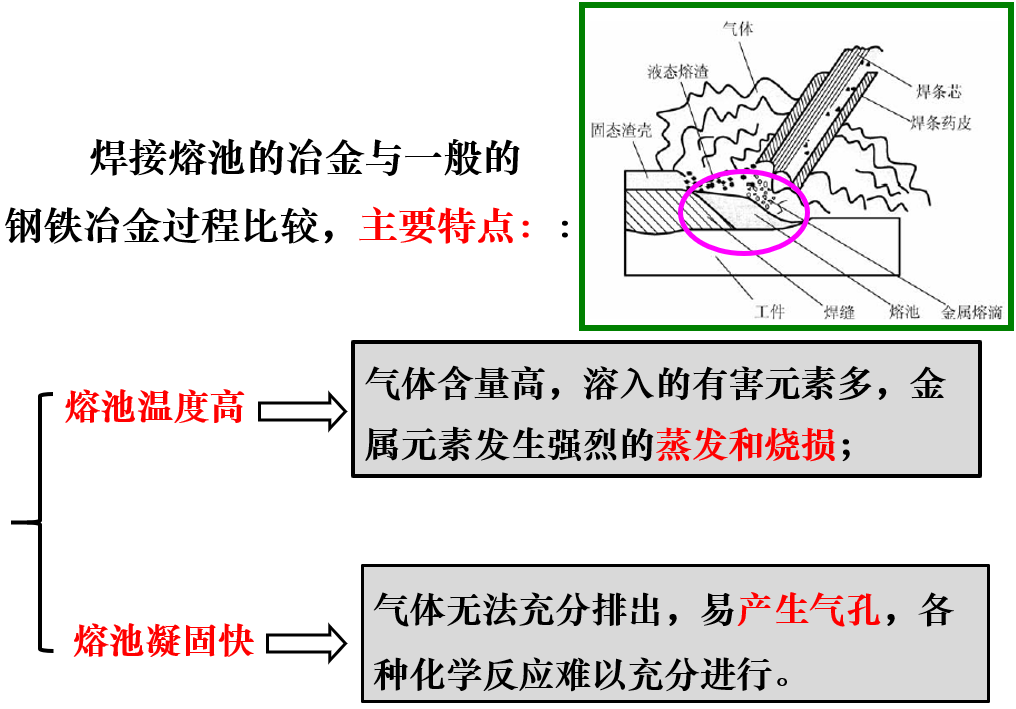 气体
液态熔渣
焊条芯
焊条药皮
固态渣壳
工件
焊缝
熔池
金属熔滴
焊接熔池的冶金与一般的
钢铁冶金过程比较，主要特点：：
熔池温度高
气体含量高，溶入的有害元素多，金
属元素发生强烈的蒸发和烧损；
熔池凝固快
气体无法充分排出，易产生气孔，各
种化学反应难以充分进行。